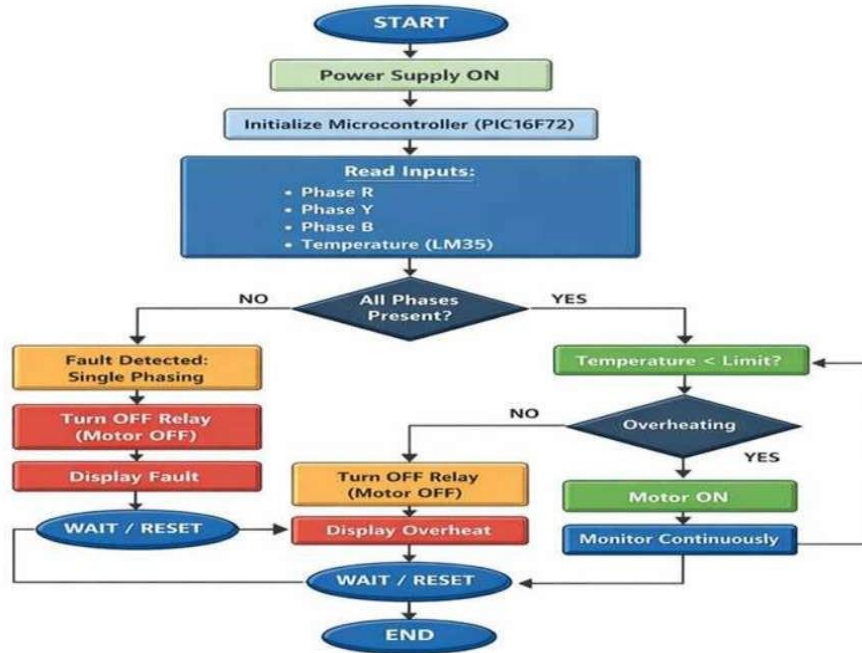 START
Power Supply ON
Initialize Microcontroller (PIC16F72)
Read Inputs:
• Phase R
• Phase Y
• Phase B
• Temperature (LM35)
All Phases
Present?
NO
YES
Fault Detected:
Single Phasing
Turn OFF Relay
(Motor OFF)
Display Fault
WAIT / RESET
Temperature < Limit?
Overheating
NO
YES
Turn OFF Relay
(Motor OFF)
Display Overheat
Motor ON
Monitor Continuously
WAIT / RESET
END